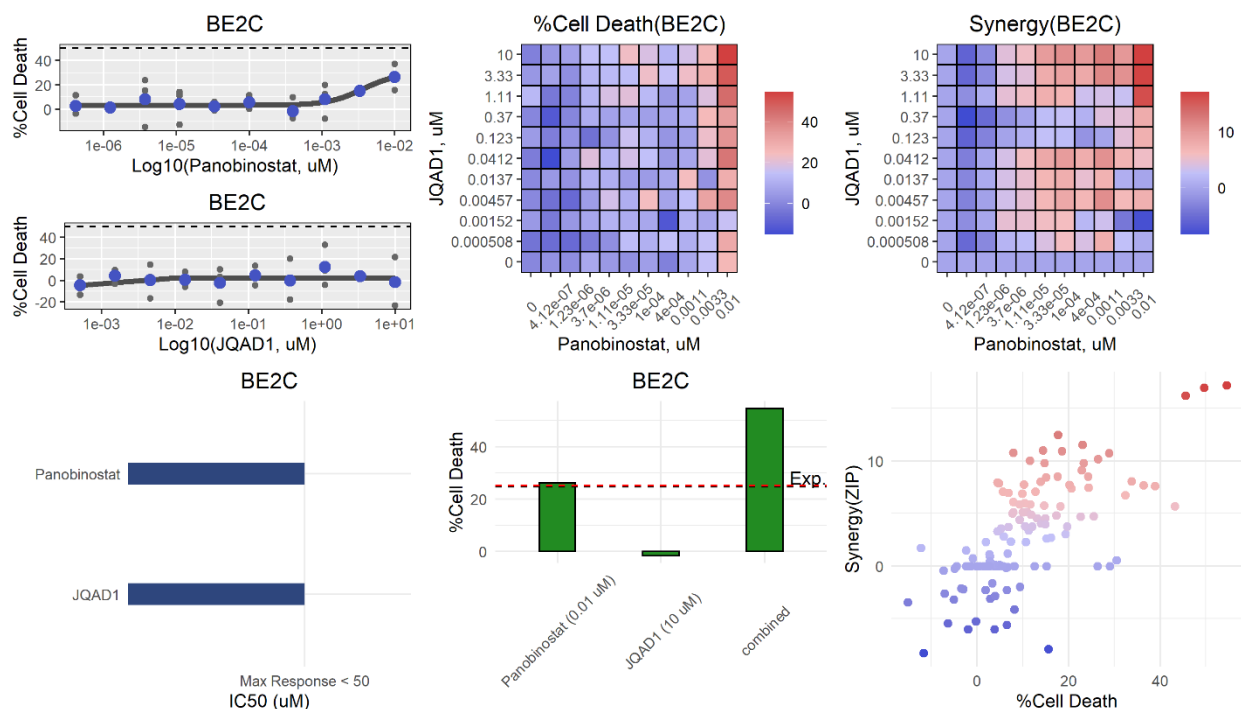 BE2C
%Cell Death
40
20
0
1e-06
1e-05
1e-04
1e-03
1e-02
Log10(Panobinostat, uM)
BE2C
%Cell Death
40
20
0
-20
1e-03
1e-02
1e-01
1e+00
1e+01
Log10(JQAD1, uM)
%Cell Death(BE2C)
JQAD1, uM
10
3.33
1.11
0.37
0.123
0.0412
0.0137
0.00457
0.00152
0.000508
0
0
4.12e-07
1.23e-06
3.7e-06
1.11e-05
3.33e-05
1e-04
4e-04
0.0011
0.0033
0.01
Panobinostat, uM
40
20
0
Synergy(BE2C)
JQAD1, uM
10
3.33
1.11
0.37
0.123
0.0412
0.0137
0.00457
0.00152
0.000508
0
0
4.12e-07
1.23e-06
3.7e-06
1.11e-05
3.33e-04
1e-04
4e-04
0.0011
0.0033
0.01
Panobinostat, uM
10
0
BE2C
Panobinostat
JQAD1
Max Response < 50
IC50 (uM)
BE2C
%Cell Death
40
20
0
Exp.
Panobinostat (0.01 uM)
JQAD1 (10 uM)
combined
Synergy(ZIP)
10
0
0
20
40
%Cell Death